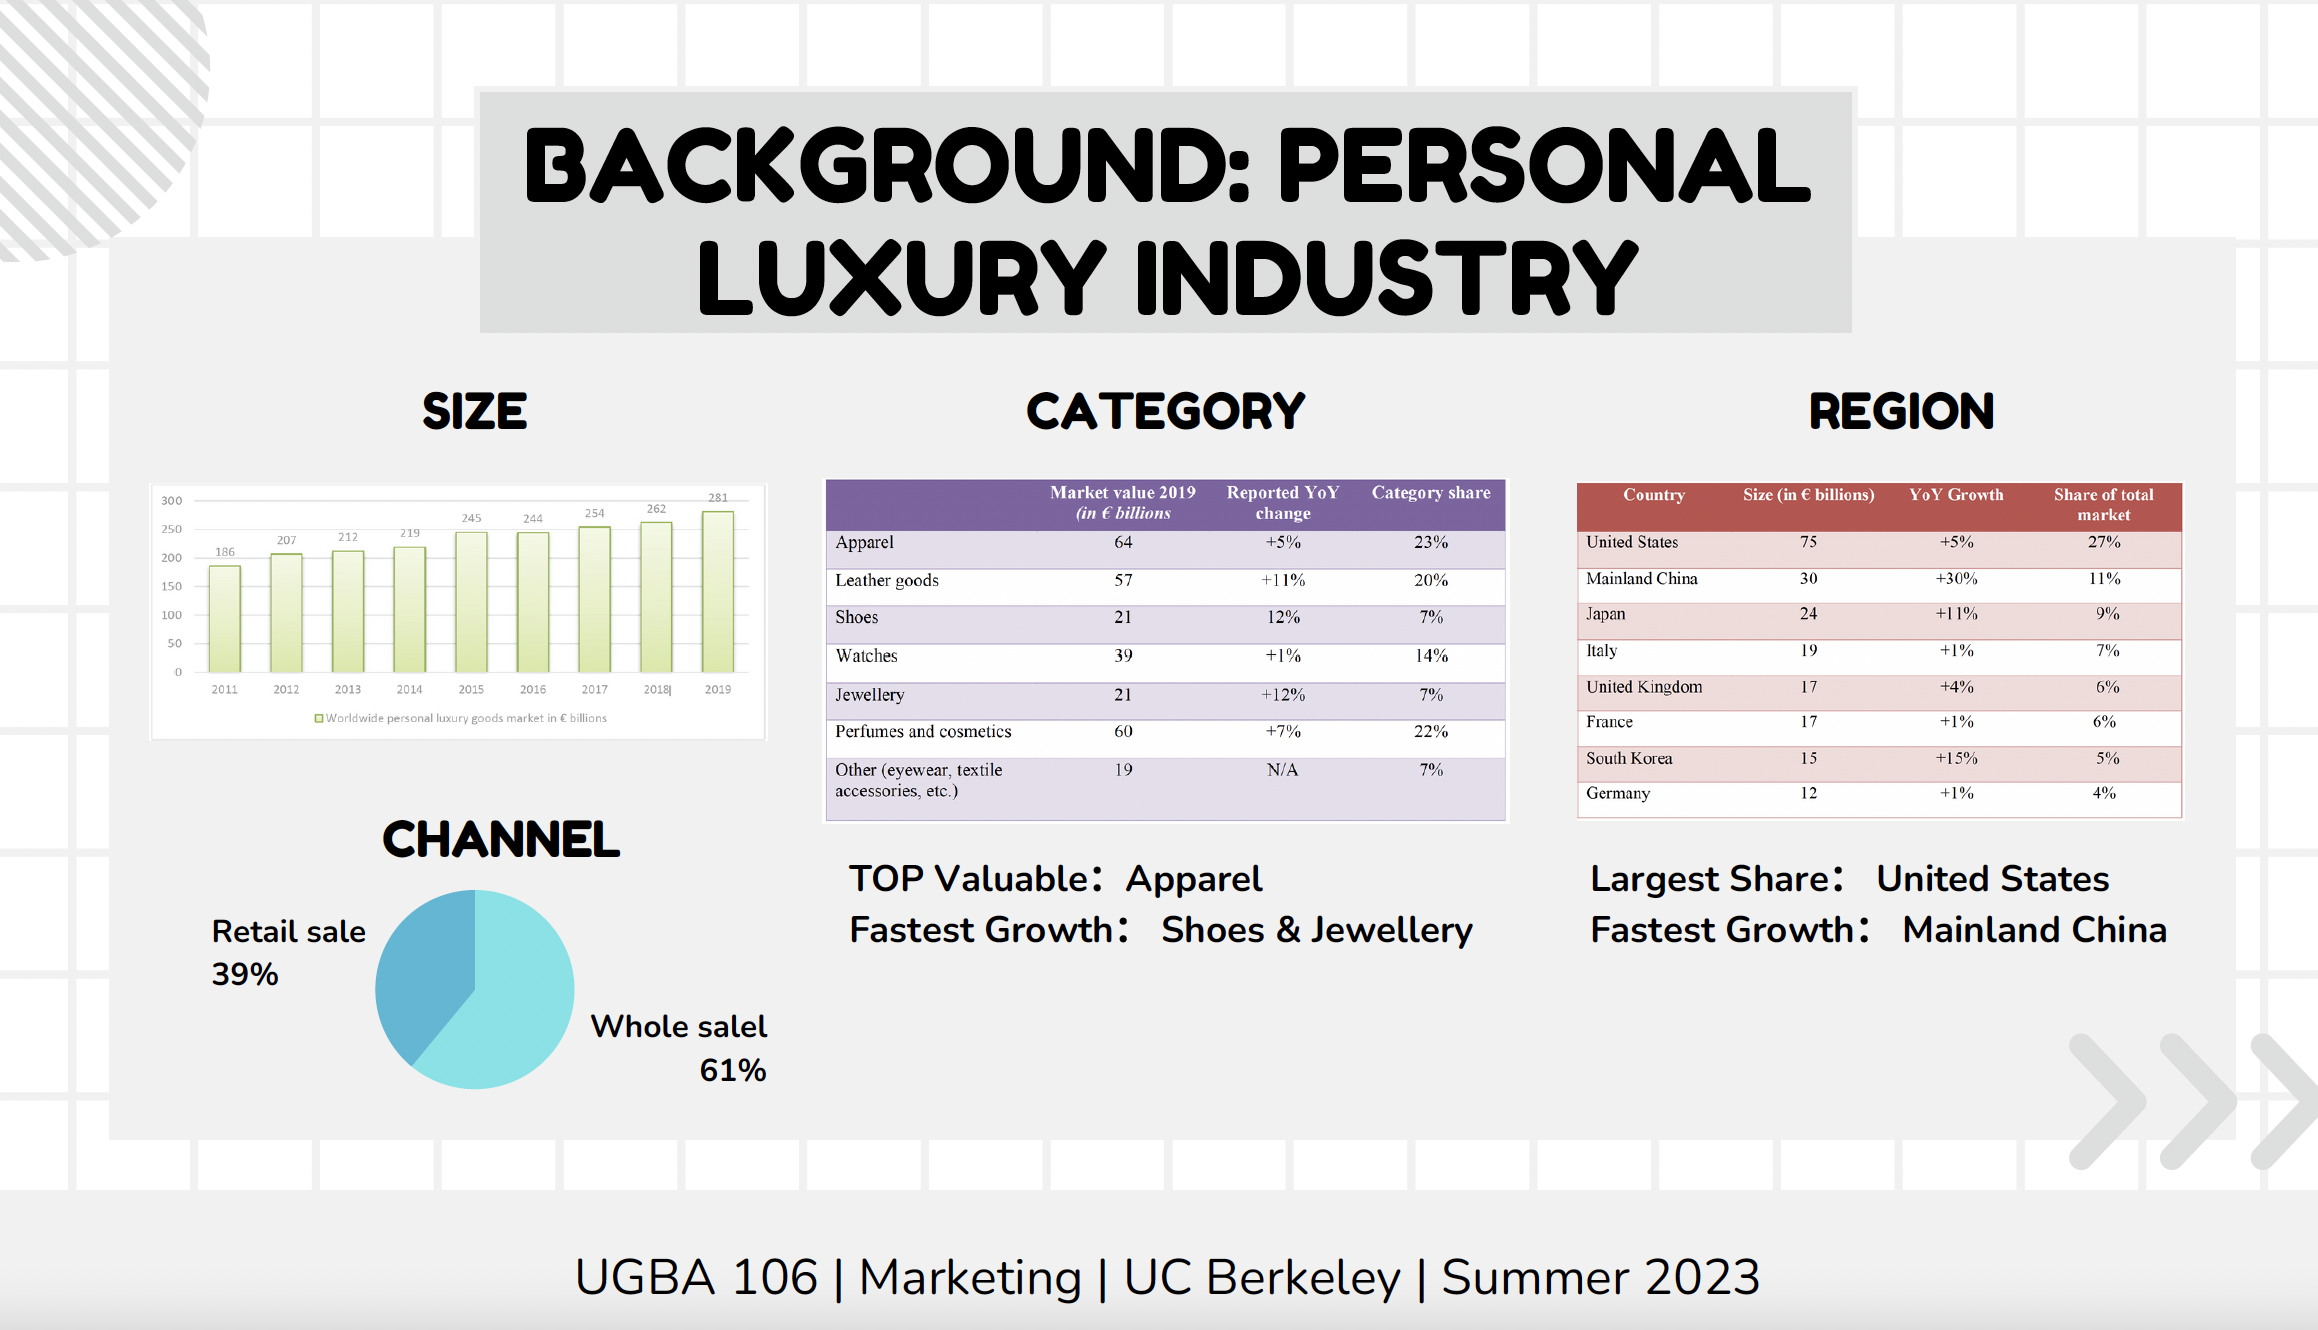 BACKGROUND: PERSONAL
LUXURY INDUSTRY
SIZE
300
250
200
150
100
50
0
186
207
212
219
245
244
254
262
281
2011
2012
2013
2014
2015
2016
2017
2018
2019
Worldwide personal luxury goods market in € billions
CHANNEL
Retail sale
39%
Whole salel
61%
CATEGORY
Market value 2019 Reported YoY Category share
(in € billions change
Apparel 64 +5% 23%
Leather goods 57 +11% 20%
Shoes 21 12% 7%
Watches 39 +1% 14%
Jewellery 21 +12% 7%
Perfumes and cosmetics 60 +7% 22%
Other (eyewear, textile 19 N/A 7%
accessories, etc.)
TOP Valuable：Apparel
Fastest Growth： Shoes & Jewellery
REGION
Country Size (in € billions) YoY Growth Share of total
market
United States 75 +5% 27%
Mainland China 30 +30% 11%
Japan 24 +11% 9%
Italy 19 +1% 7%
United Kingdom 17 +4% 6%
France 17 +1% 6%
South Korea 15 +15% 5%
Germany 12 +1% 4%
Largest Share： United States
Fastest Growth： Mainland China
UGBA 106 | Marketing | UC Berkeley | Summer 2023